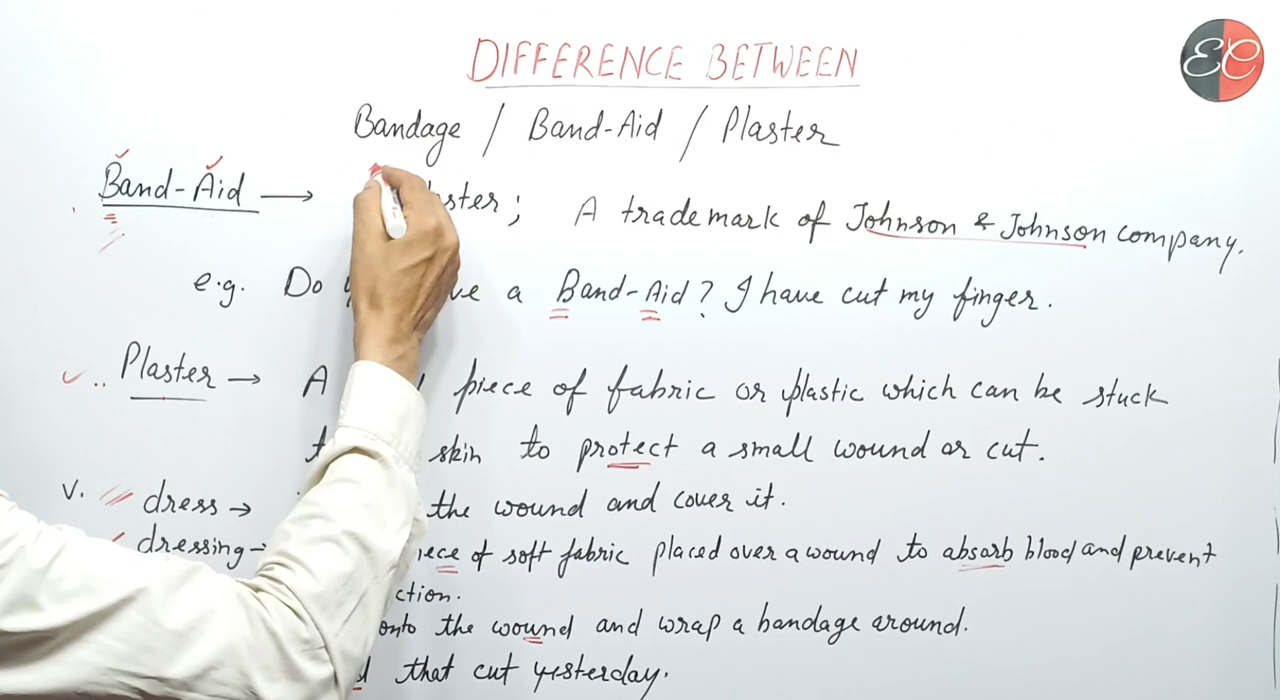 EC
DIFFERENCE BETWEEN
Bandage / Band-Aid / Plaster
Band-Aid → ster; A trademark of Johnson & Johnson company.
e.g. Do ve a Band-Aid? I have cut my finger.
Plaster → A piece of fabric or plastic which can be stuck
skin to protect a small wound or cut.
V. dress → the wound and cover it.
dressing → iece of soft fabric placed over a wound to absorb blood and prevent
ction.
onto the wound and wrap a bandage around.
that cut yesterday.